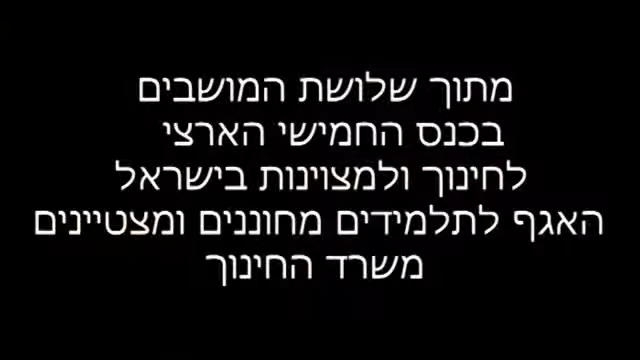 מתוך שלושת המושבים
בכנס החמישי הארצי
לחינוך ולמצוינות בישראל
האגף לתלמידים מחוננים ומצטיינים
משרד החינוך